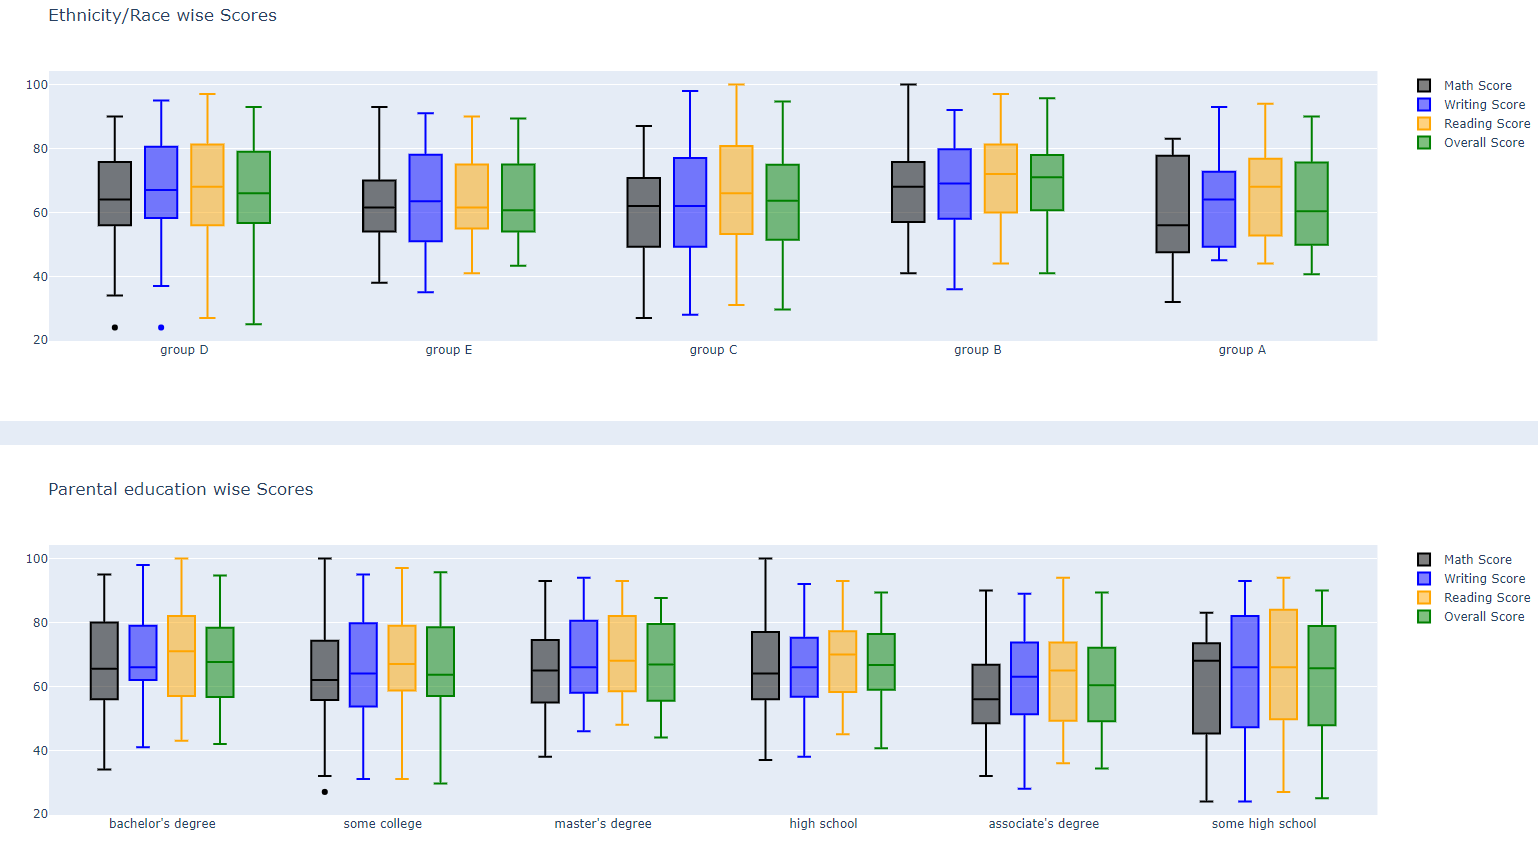 Ethnicity/Race wise Scores
100
80
60
40
20
group D group E group C group B group A
Math Score
Writing Score
Reading Score
Overall Score
Parental education wise Scores
100
80
60
40
20
bachelor's degree some college master's degree high school associate's degree some high school
Math Score
Writing Score
Reading Score
Overall Score